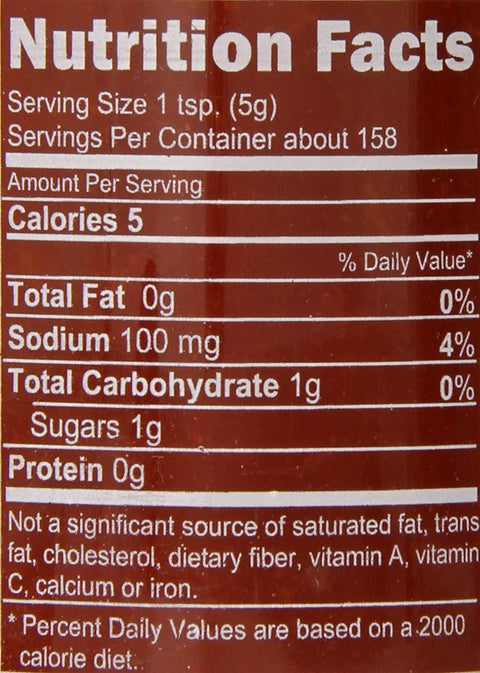 Nutrition Facts
Serving Size 1 tsp. (5g)
Servings Per Container about 158
Amount Per Serving
Calories 5
% Daily Value*
Total Fat 0g 0%
Sodium 100 mg 4%
Total Carbohydrate 1g 0%
Sugars 1g
Protein 0g
Not a significant source of saturated fat, trans
fat, cholesterol, dietary fiber, vitamin A, vitamin
C, calcium or iron.
* Percent Daily Values are based on a 2000
calorie diet.